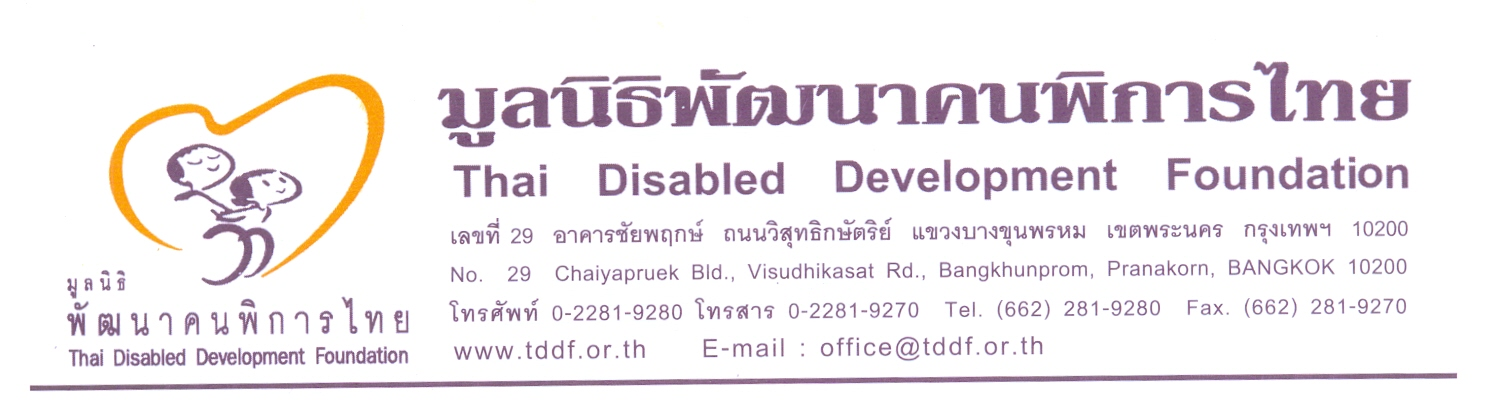 มูลนิธิ
พัฒนาคนพิการไทย
Thai Disabled Development Foundation
มูลนิธิพัฒนาคนพิการไทย
Thai Disabled Development Foundation
เลขที่ 29 อาคารชัยพฤกษ์ ถนนวิสุทธิกษัตริย์ แขวงบางขุนพรหม เขตพระนคร กรุงเทพฯ 10200
No. 29 Chaiyapruek Bld., Visudhikasat Rd., Bangkhunprom, Pranakorn, BANGKOK 10200
โทรศัพท์ 0-2281-9280 โทรสาร 0-2281-9270 Tel. (662) 281-9280 Fax. (662) 281-9270
www.tddf.or.th E-mail : office@tddf.or.th